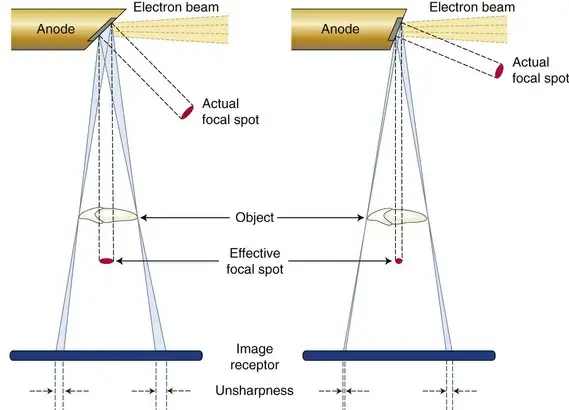 Electron beam
Anode
Actual
focal spot
Electron beam
Anode
Actual
focal spot
Object
Effective
focal spot
Image
receptor
Unsharpness